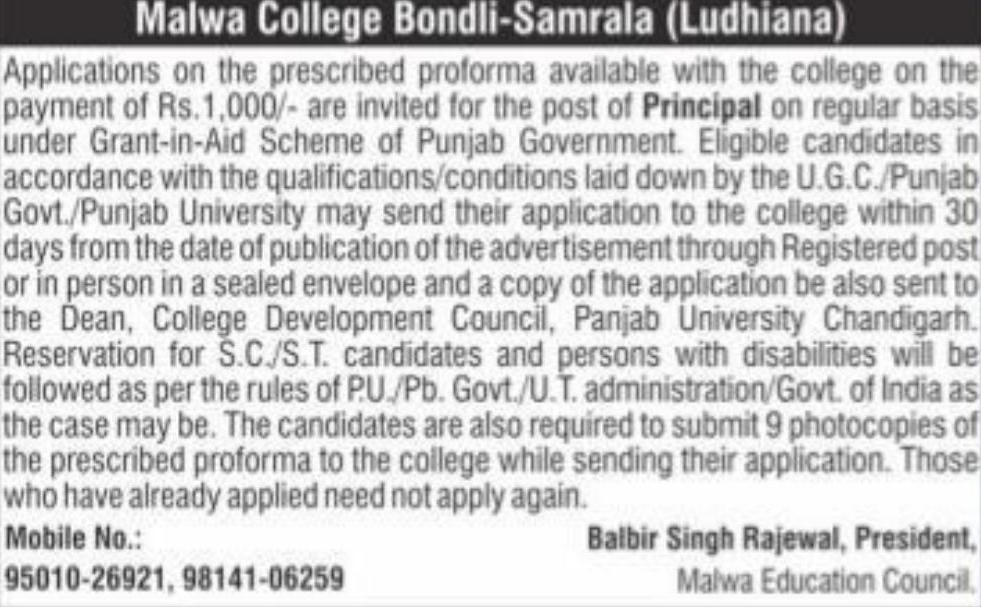 Malwa College Bondli-Samrala (Ludhiana)
Applications on the prescribed proforma available with the college on the
payment of Rs.1,000/- are invited for the post of Principal on regular basis
under Grant-in-Aid Scheme of Punjab Government. Eligible candidates in
accordance with the qualifications/conditions laid down by the U.G.C./Punjab
Govt./Punjab University may send their application to the college within 30
days from the date of publication of the advertisement through Registered post
or in person in a sealed envelope and a copy of the application be also sent to
the Dean, College Development Council, Panjab University Chandigarh.
Reservation for S.C./S.T. candidates and persons with disabilities will be
followed as per the rules of P.U./Pb. Govt./U.T. administration/Govt. of India as
the case may be. The candidates are also required to submit 9 photocopies of
the prescribed proforma to the college while sending their application. Those
who have already applied need not apply again.
Mobile No.: Balbir Singh Rajewal, President,
95010-26921, 98141-06259 Malwa Education Council.